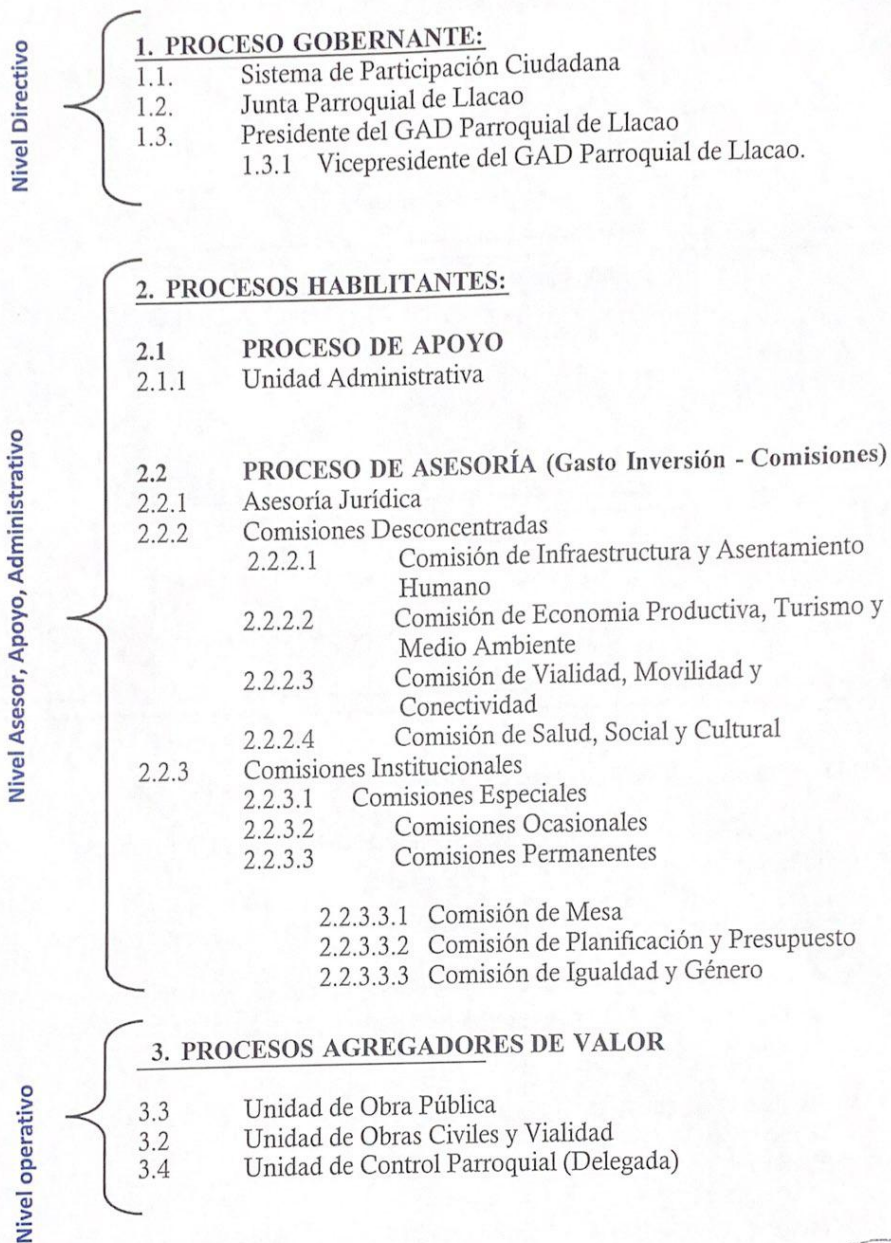 Nivel Directivo
1. PROCESO GOBERNANTE:
1.1. Sistema de Participación Ciudadana
1.2. Junta Parroquial de Llacao
1.3. Presidente del GAD Parroquial de Llacao
1.3.1 Vicepresidente del GAD Parroquial de Llacao.
Nivel Asesor, Apoyo, Administrativo
2. PROCESOS HABILITANTES:
2.1 PROCESO DE APOYO
2.1.1 Unidad Administrativa
2.2 PROCESO DE ASESORÍA (Gasto Inversión - Comisiones)
2.2.1 Asesoría Jurídica
2.2.2 Comisiones Desconcentradas
2.2.2.1 Comisión de Infraestructura y Asentamiento
Humano
2.2.2.2 Comisión de Economia Productiva, Turismo y
Medio Ambiente
2.2.2.3 Comisión de Vialidad, Movilidad y
Conectividad
2.2.2.4 Comisión de Salud, Social y Cultural
2.2.3 Comisiones Institucionales
2.2.3.1 Comisiones Especiales
2.2.3.2 Comisiones Ocasionales
2.2.3.3 Comisiones Permanentes
2.2.3.3.1 Comisión de Mesa
2.2.3.3.2 Comisión de Planificación y Presupuesto
2.2.3.3.3 Comisión de Igualdad y Género
Nivel operativo
3. PROCESOS AGREGADORES DE VALOR
3.3 Unidad de Obra Pública
3.2 Unidad de Obras Civiles y Vialidad
3.4 Unidad de Control Parroquial (Delegada)